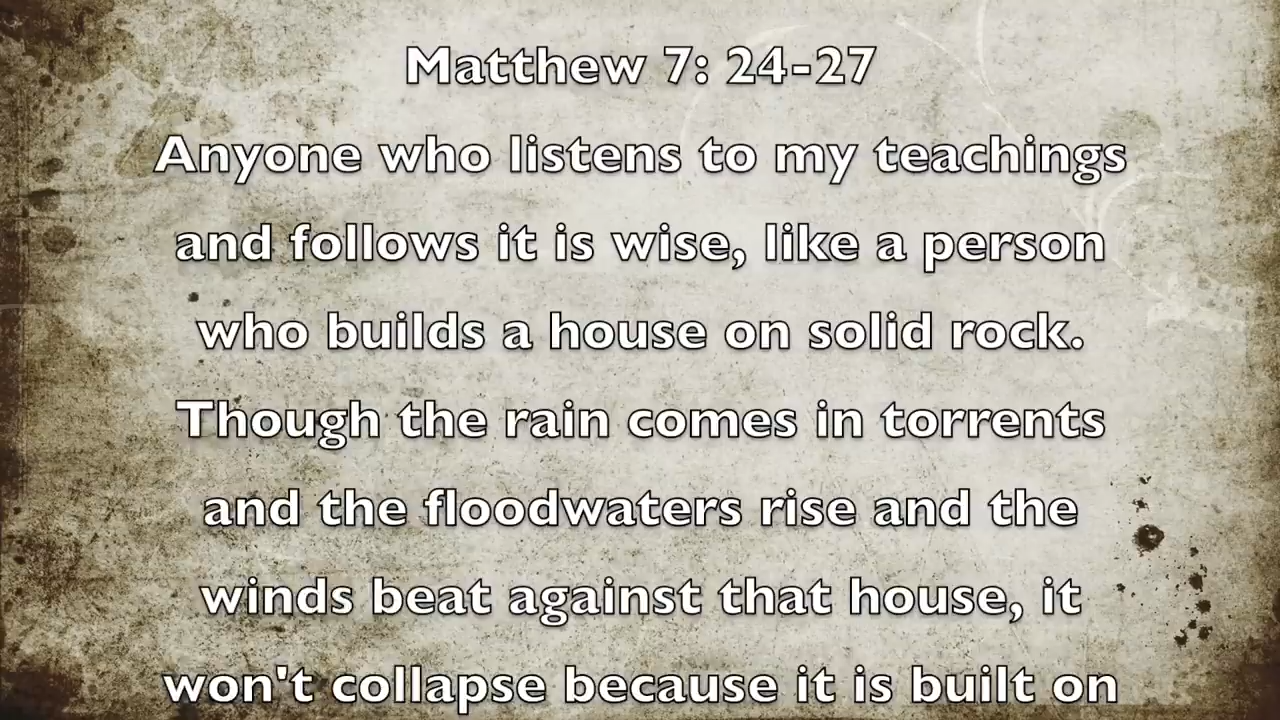 Matthew 7: 24-27
Anyone who listens to my teachings
and follows it is wise, like a person
who builds a house on solid rock.
Though the rain comes in torrents
and the floodwaters rise and the
winds beat against that house, it
won't collapse because it is built on